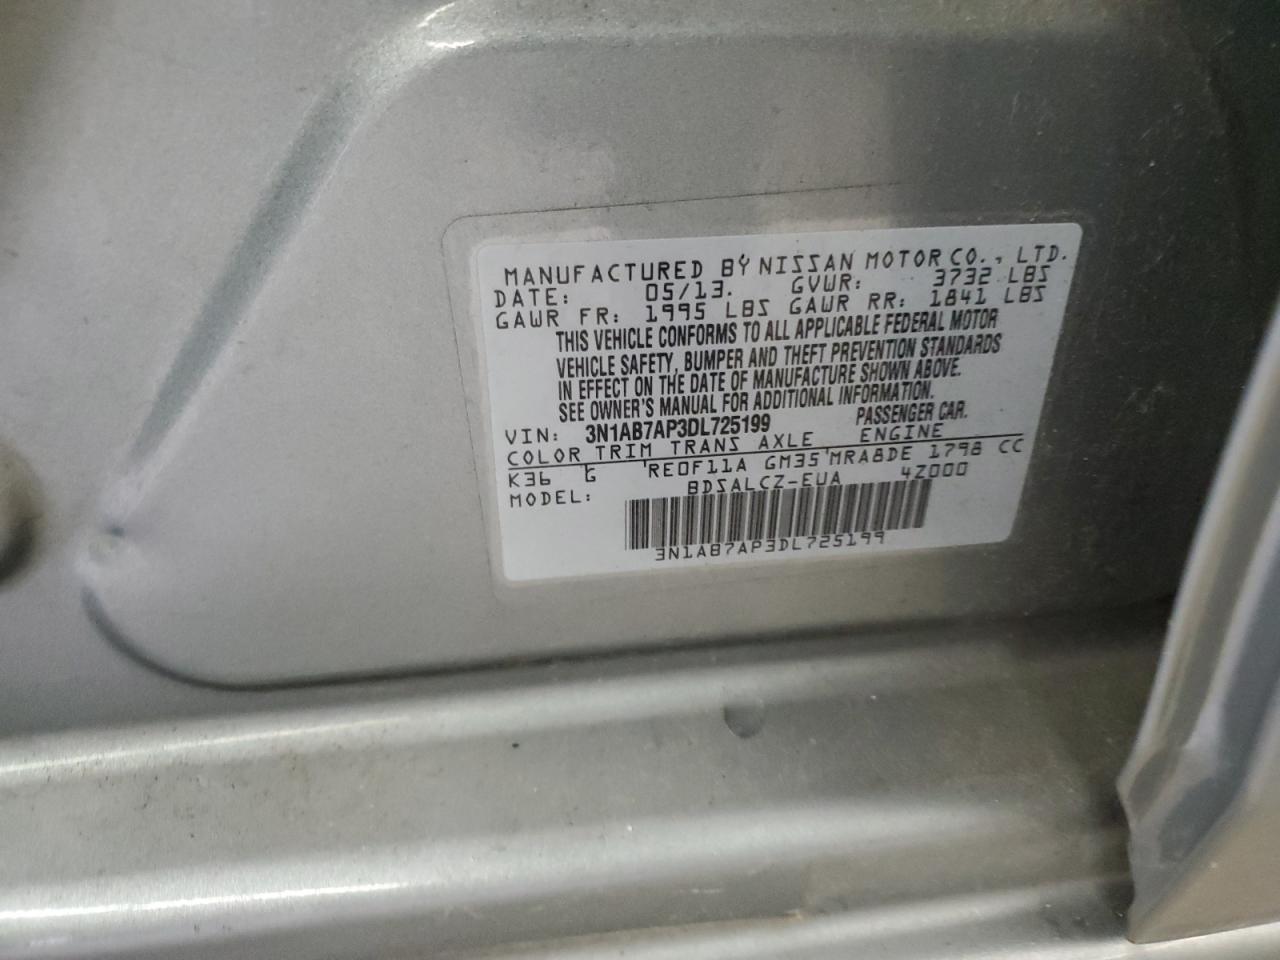 MANUFACTURED BY NISSAN MOTOR CO., LTD.
DATE: 05/13. GVWR: 3732 LBS
GAWR FR: 1995 LBS GAWR RR: 1841 LBS
THIS VEHICLE CONFORMS TO ALL APPLICABLE FEDERAL MOTOR
VEHICLE SAFETY, BUMPER AND THEFT PREVENTION STANDARDS
IN EFFECT ON THE DATE OF MANUFACTURE SHOWN ABOVE.
SEE OWNER'S MANUAL FOR ADDITIONAL INFORMATION.
VIN: 3N1AB7AP3DL725199 PASSENGER CAR.
COLOR TRIM TRANS AXLE ENGINE
K36 G RE0F11A GM35 MRA8DE 1798 CC
MODEL: BDSALCZ-EUA 4Z000
3N1AB7AP3DL725199